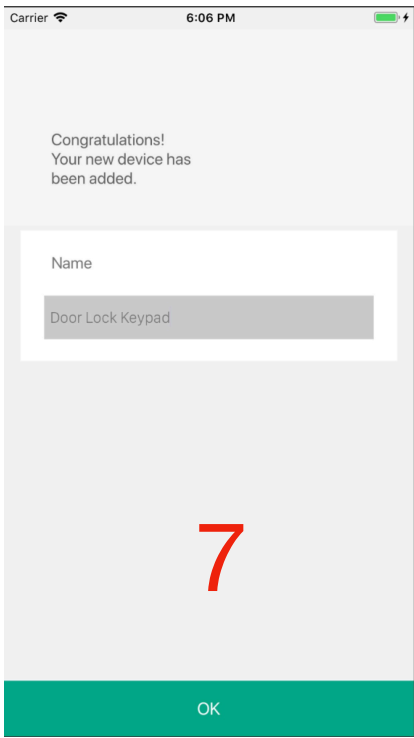 Carrier 6:06 PM
Congratulations!
Your new device has
been added.
Name
Door Lock Keypad
7
OK